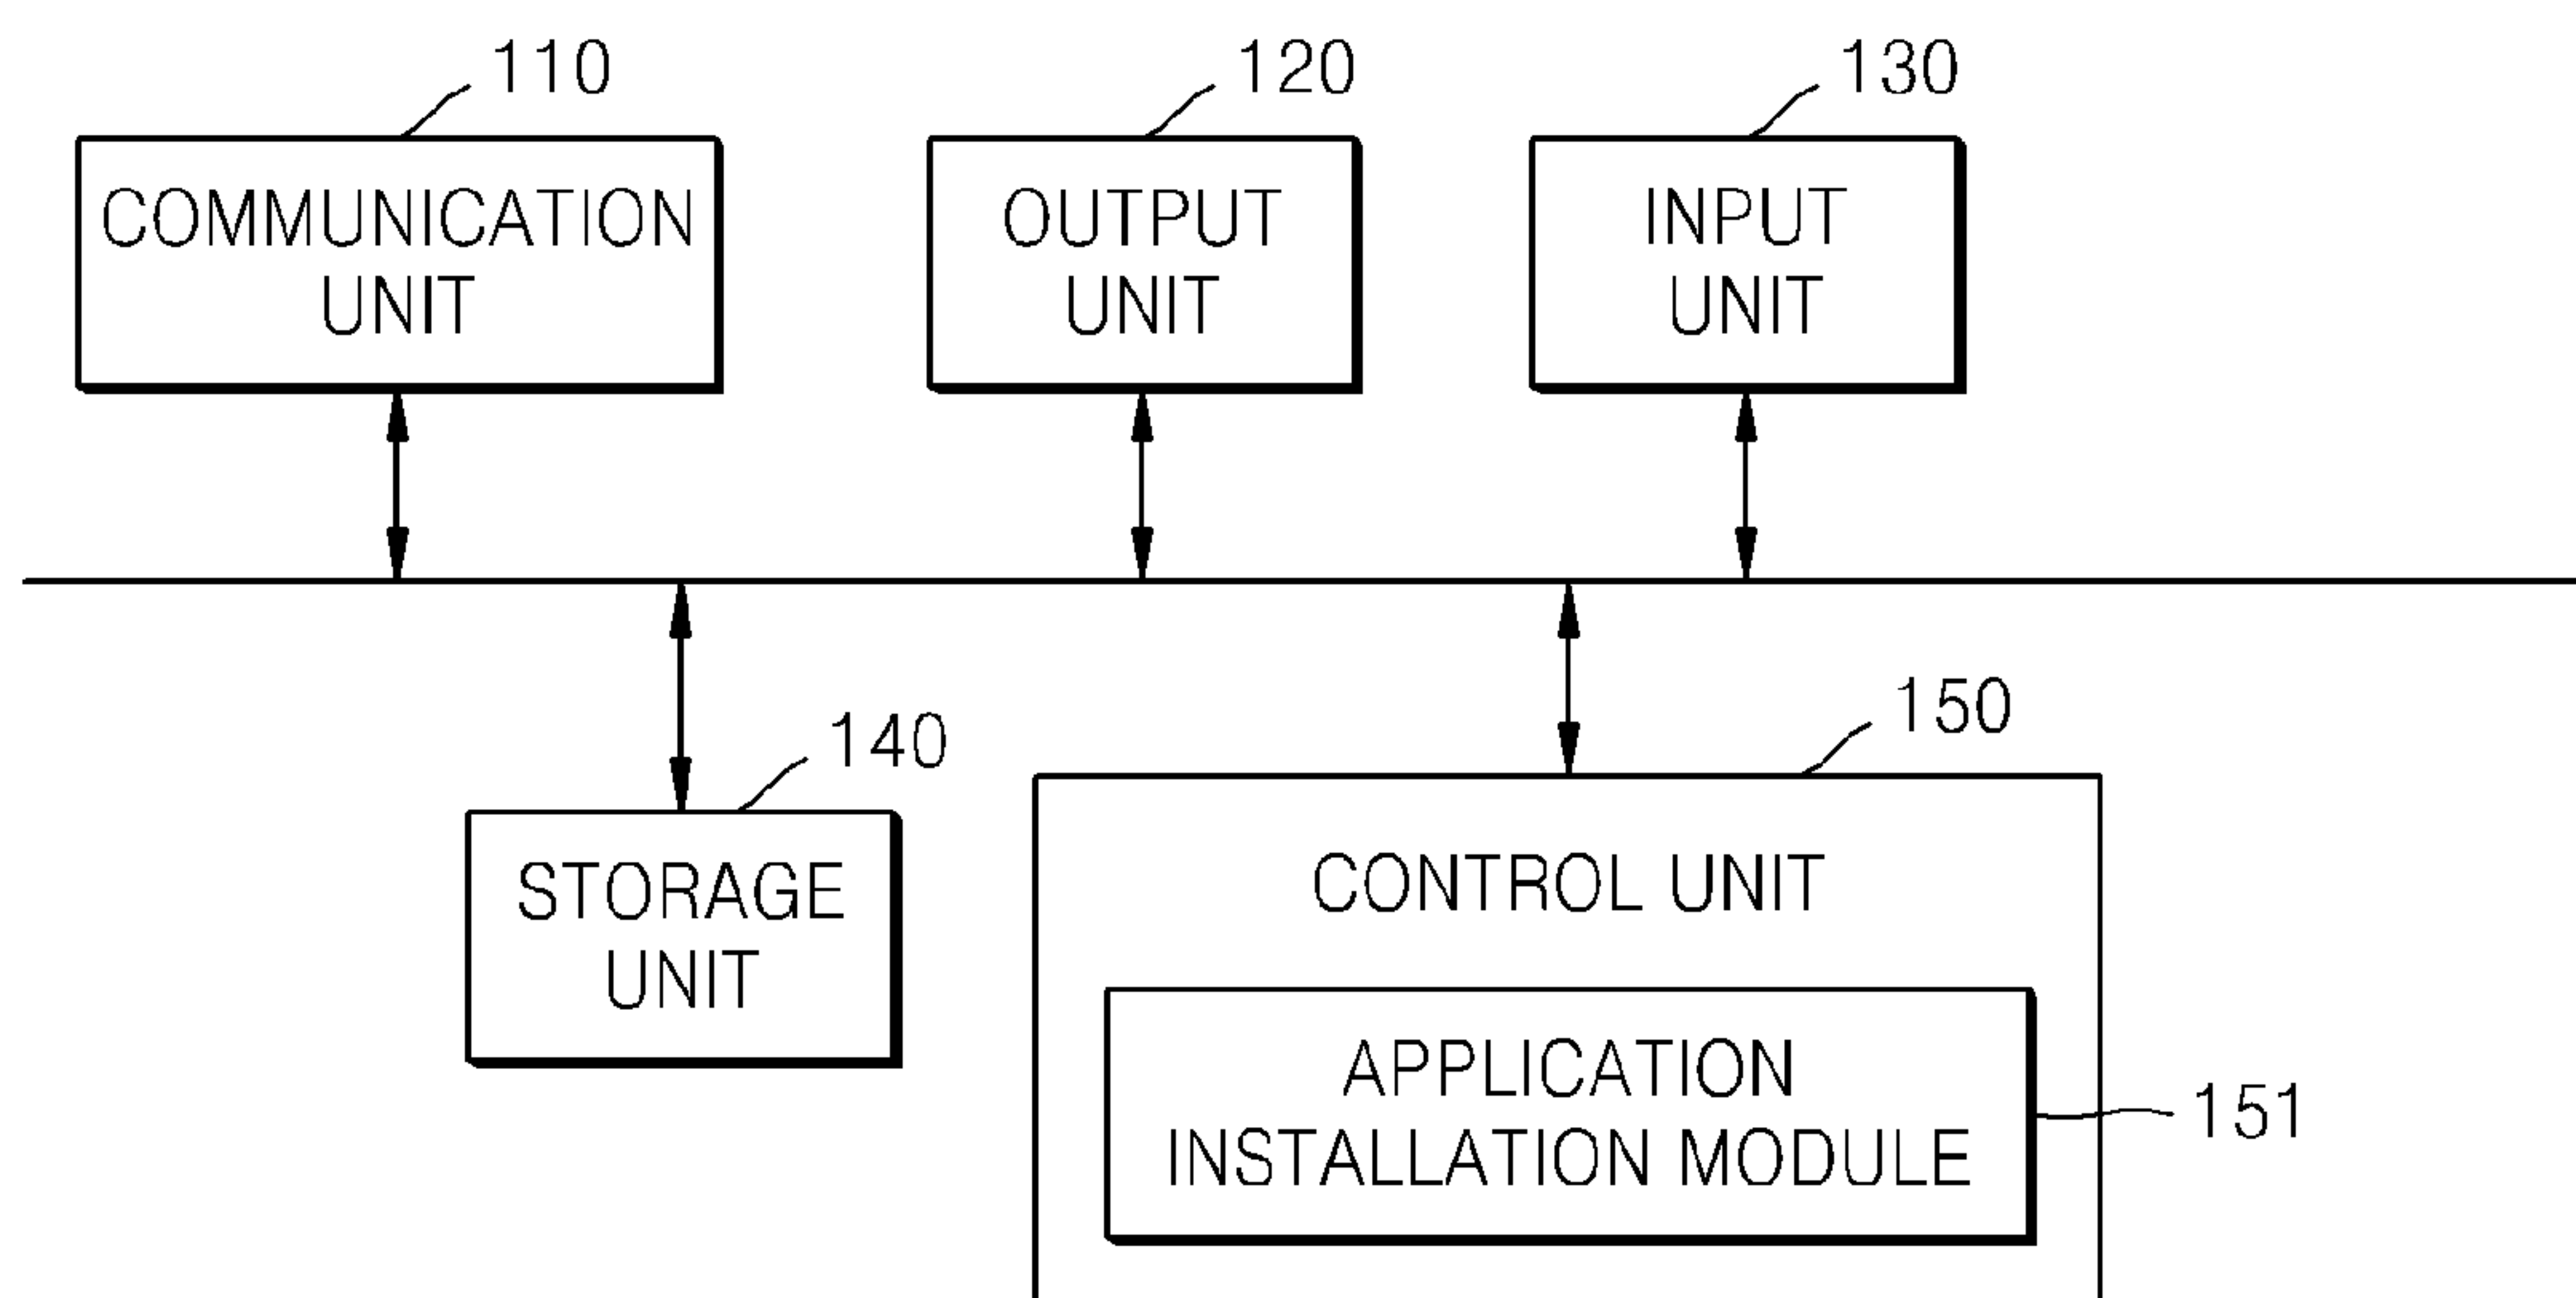 110
120
130
COMMUNICATION
UNIT
OUTPUT
UNIT
INPUT
UNIT
140
150
STORAGE
UNIT
CONTROL UNIT
APPLICATION
INSTALLATION MODULE
151